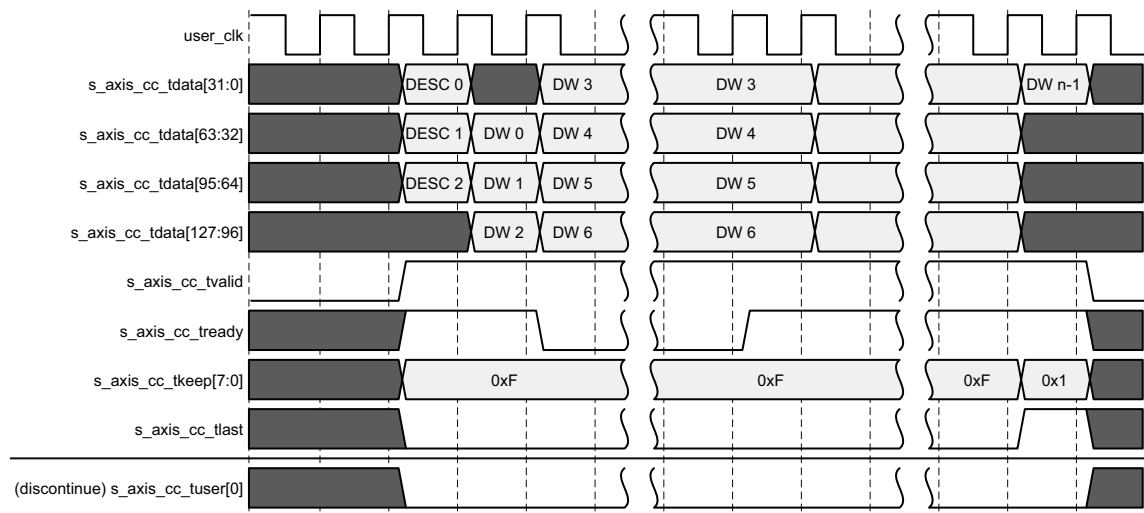 user_clk
s_axis_cc_tdata[31:0] DESC 0 DW 3 DW 3 DW n-1
s_axis_cc_tdata[63:32] DESC 1 DW 0 DW 4 DW 4
s_axis_cc_tdata[95:64] DESC 2 DW 1 DW 5 DW 5
s_axis_cc_tdata[127:96] DW 2 DW 6 DW 6
s_axis_cc_tvalid
s_axis_cc_tready
s_axis_cc_tkeep[7:0] 0xF 0xF 0xF 0x1
s_axis_cc_tlast
(discontinue) s_axis_cc_tuser[0]